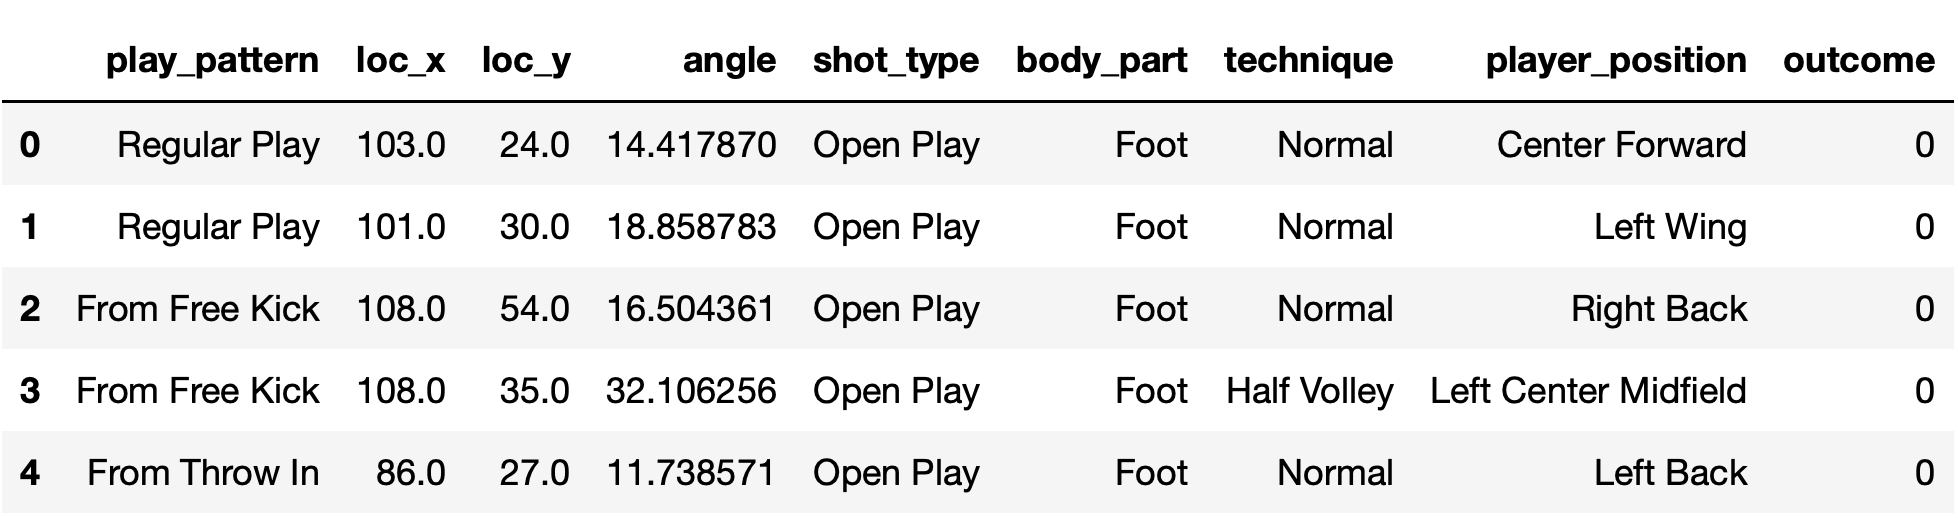 play_pattern loc_x loc_y angle shot_type body_part technique player_position outcome
0 Regular Play 103.0 24.0 14.417870 Open Play Foot Normal Center Forward 0
1 Regular Play 101.0 30.0 18.858783 Open Play Foot Normal Left Wing 0
2 From Free Kick 108.0 54.0 16.504361 Open Play Foot Normal Right Back 0
3 From Free Kick 108.0 35.0 32.106256 Open Play Foot Half Volley Left Center Midfield 0
4 From Throw In 86.0 27.0 11.738571 Open Play Foot Normal Left Back 0